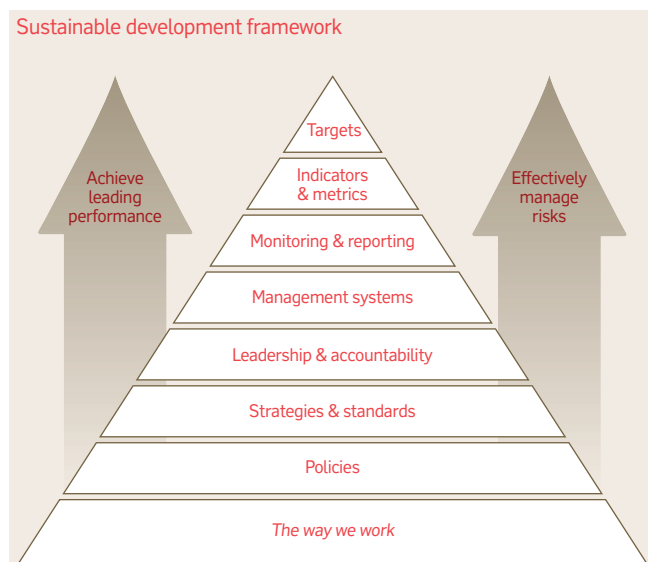 Sustainable development framework
Targets
Achieve
leading
performance
Indicators
& metrics
Effectively
manage
risks
Monitoring & reporting
Management systems
Leadership & accountability
Strategies & standards
Policies
The way we work